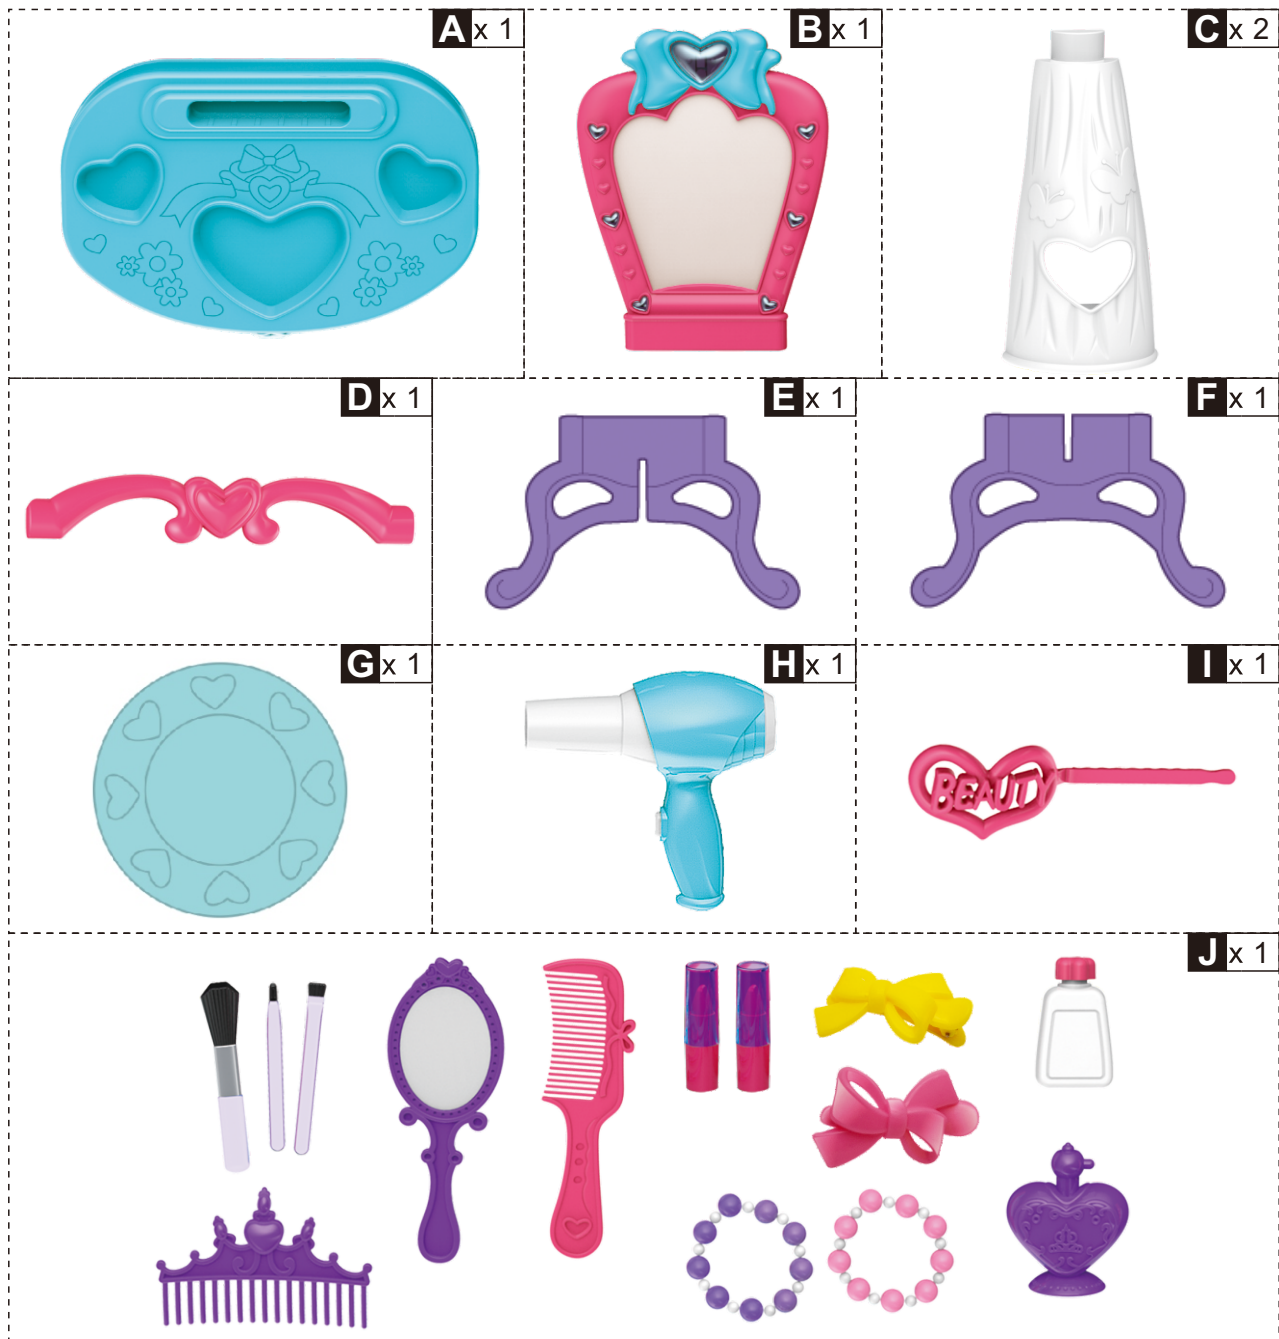 A x 1
B x 1
C x 2
D x 1
E x 1
F x 1
G x 1
H x 1
I x 1
BEAUTY
J x 1